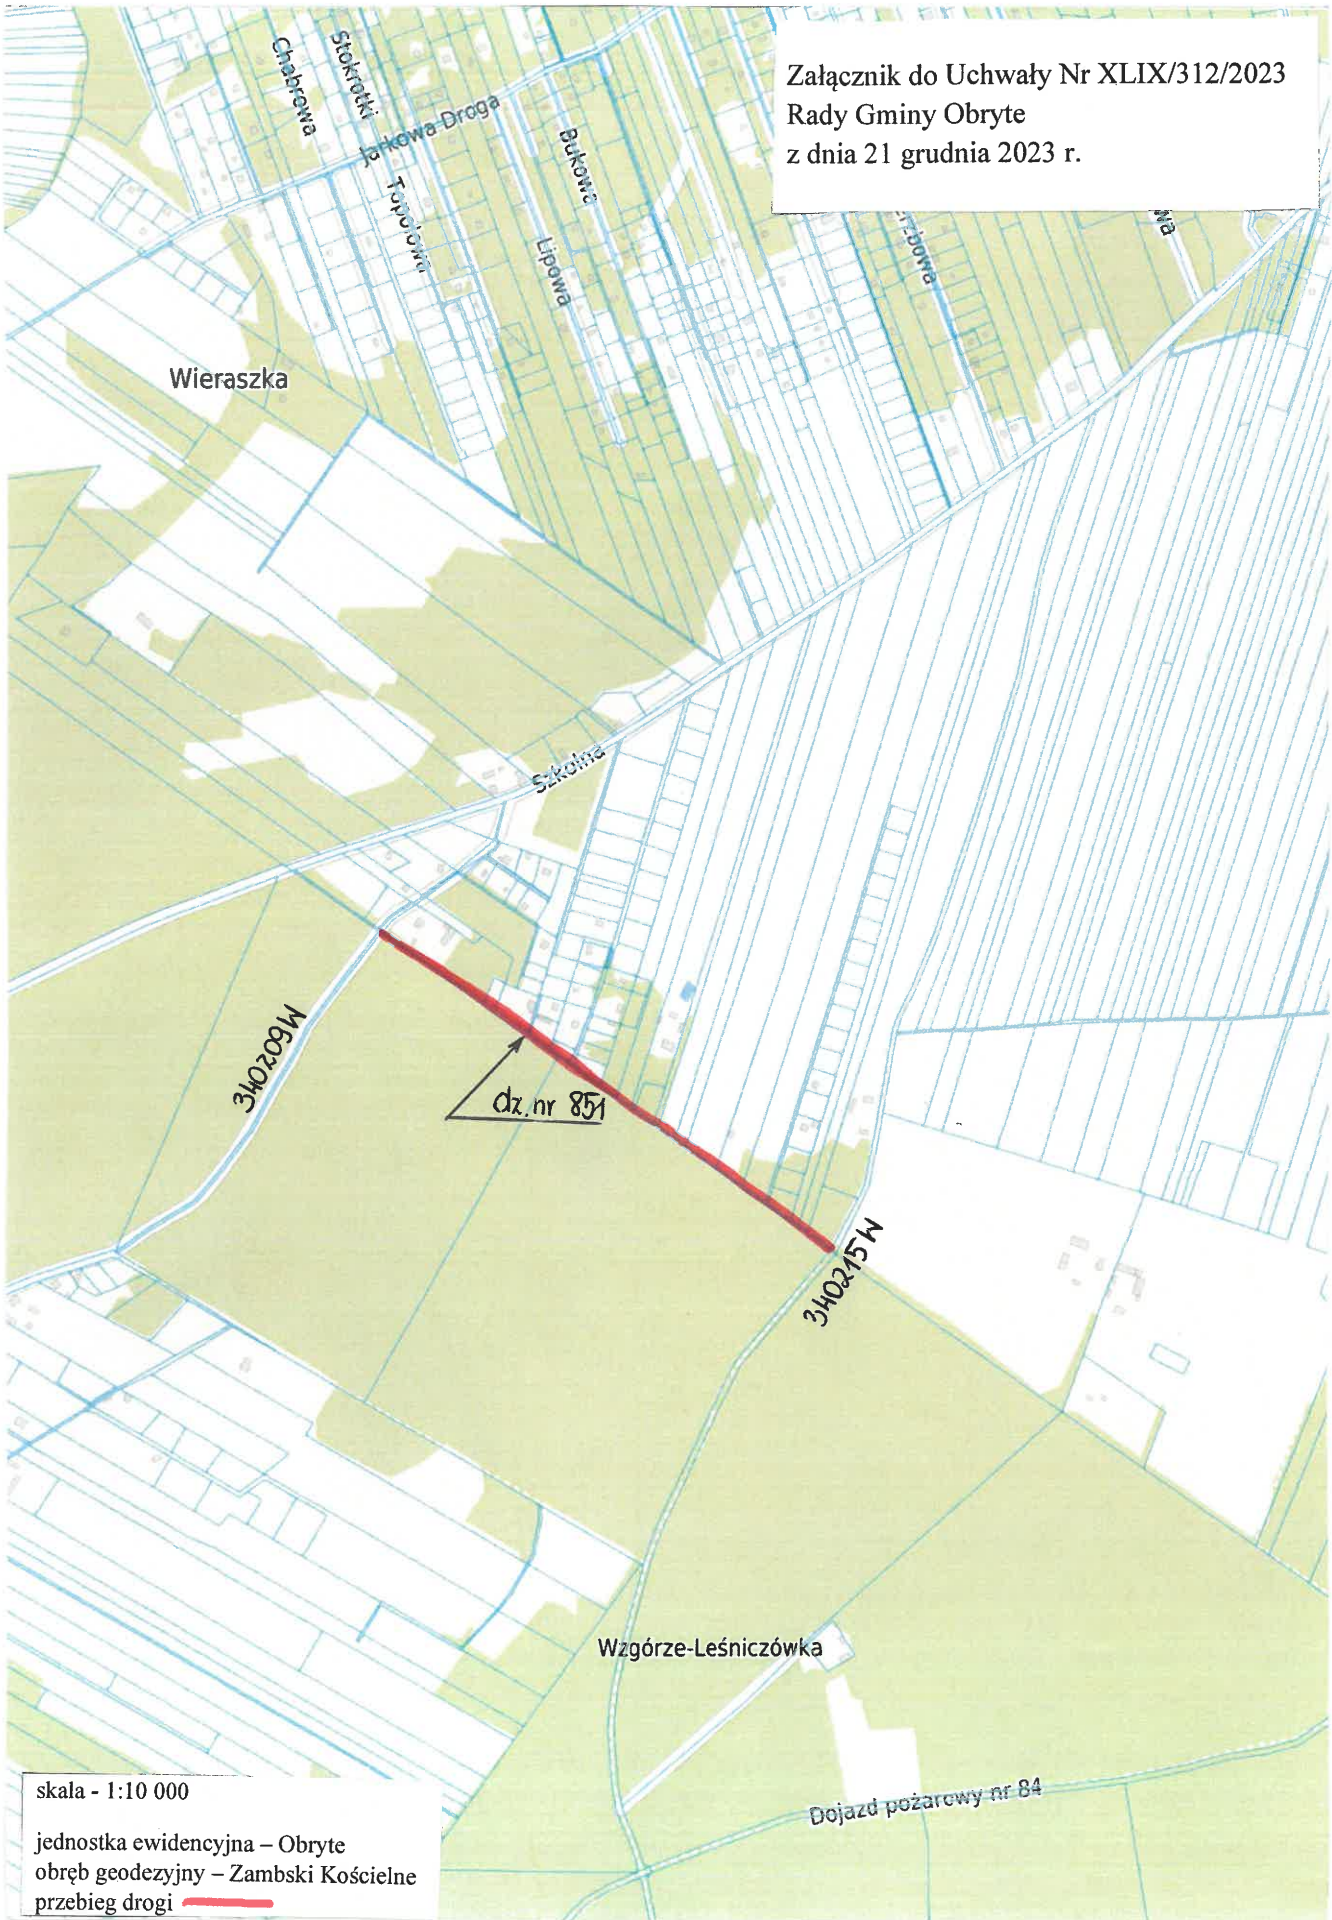 Załącznik do Uchwały Nr XLIX/312/2023
Rady Gminy Obryte
z dnia 21 grudnia 2023 r.
Chabrowa
Stokrotki
Jarkowa Droga
Topolowa
Bukowa
Lipowa
Wieraszka
Szkolna
340209W
dz. nr 851
340215W
Wzgórze-Leśniczówka
Dojazd pożarowy nr 84
skala - 1:10 000
jednostka ewidencyjna – Obryte
obręb geodezyjny – Zambski Kościelne
przebieg drogi